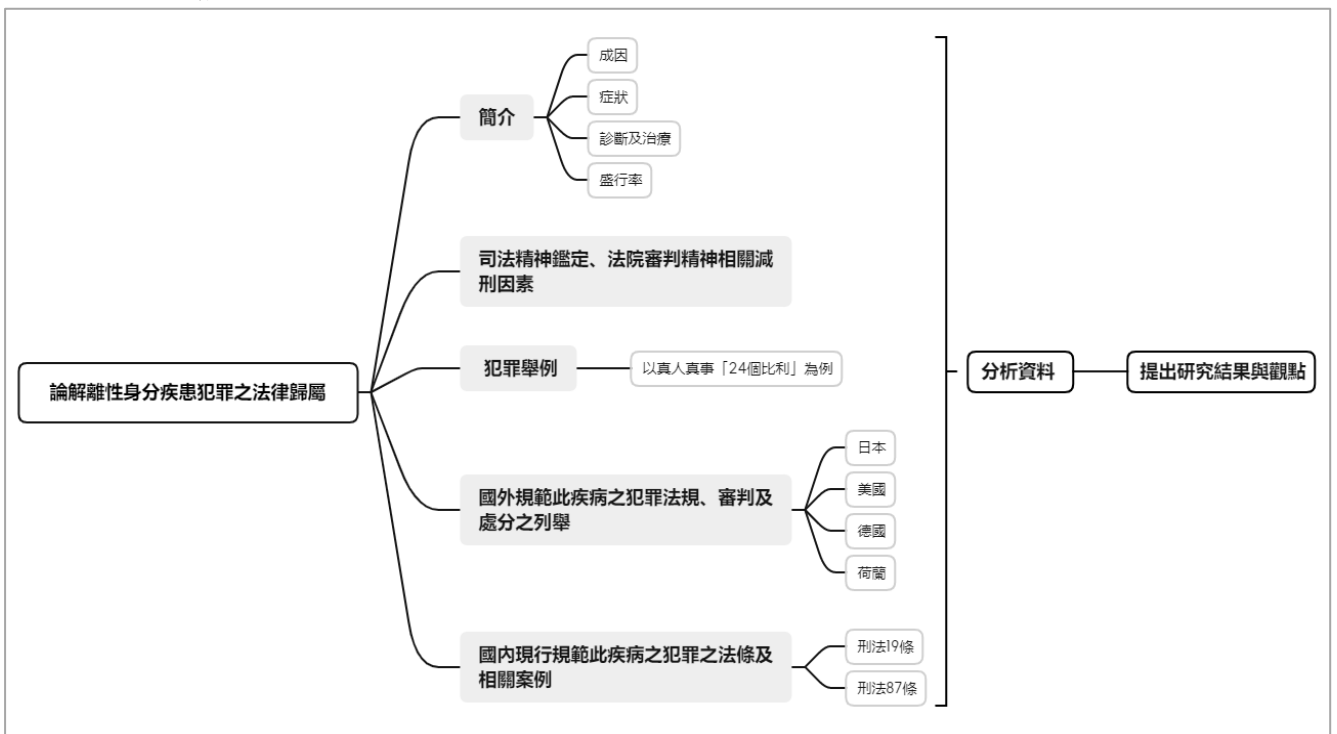 論解離性身分疾患犯罪之法律歸屬
簡介
成因
症狀
診斷及治療
盛行率
司法精神鑑定、法院審判精神相關減
刑因素
犯罪舉例
以真人真事「24個比利」為例
國外規範此疾病之犯罪法規、審判及
處分之列舉
日本
美國
德國
荷蘭
國內現行規範此疾病之犯罪之法條及
相關案例
刑法19條
刑法87條
分析資料
提出研究結果與觀點